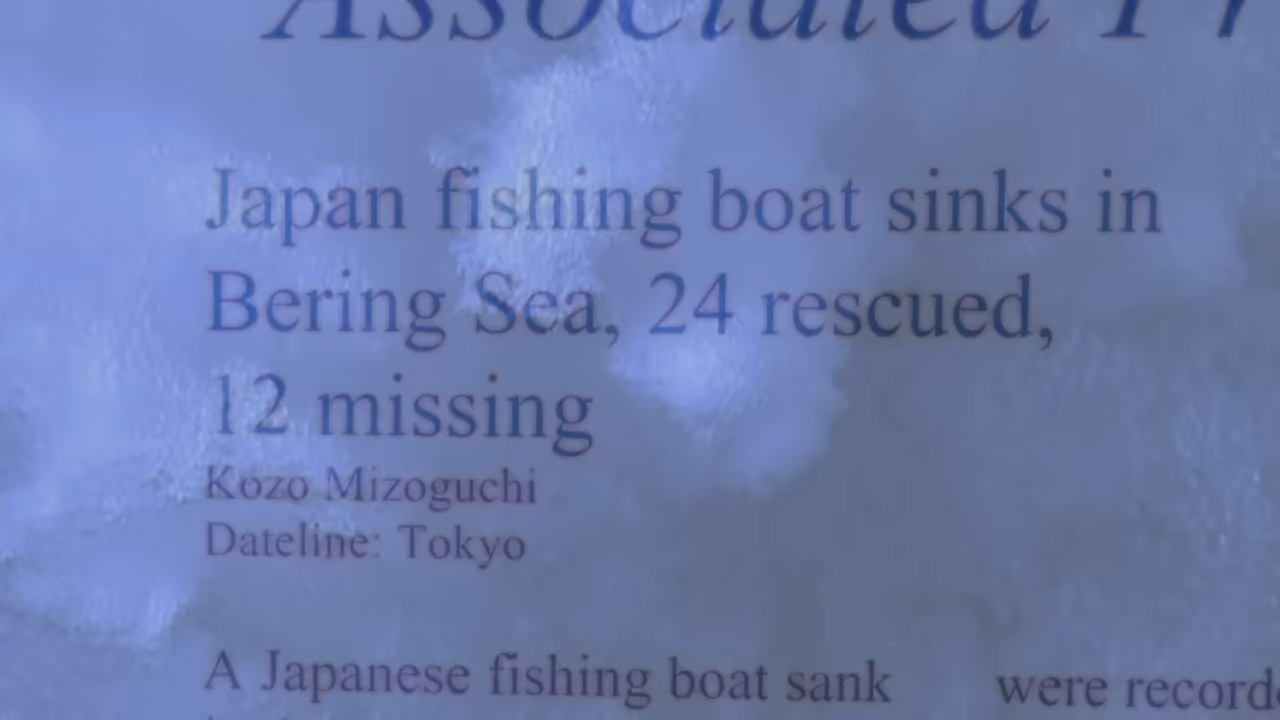 Associated
Japan fishing boat sinks in
Bering Sea, 24 rescued,
12 missing
Kozo Mizoguchi
Dateline: Tokyo
A Japanese fishing boat sank
were